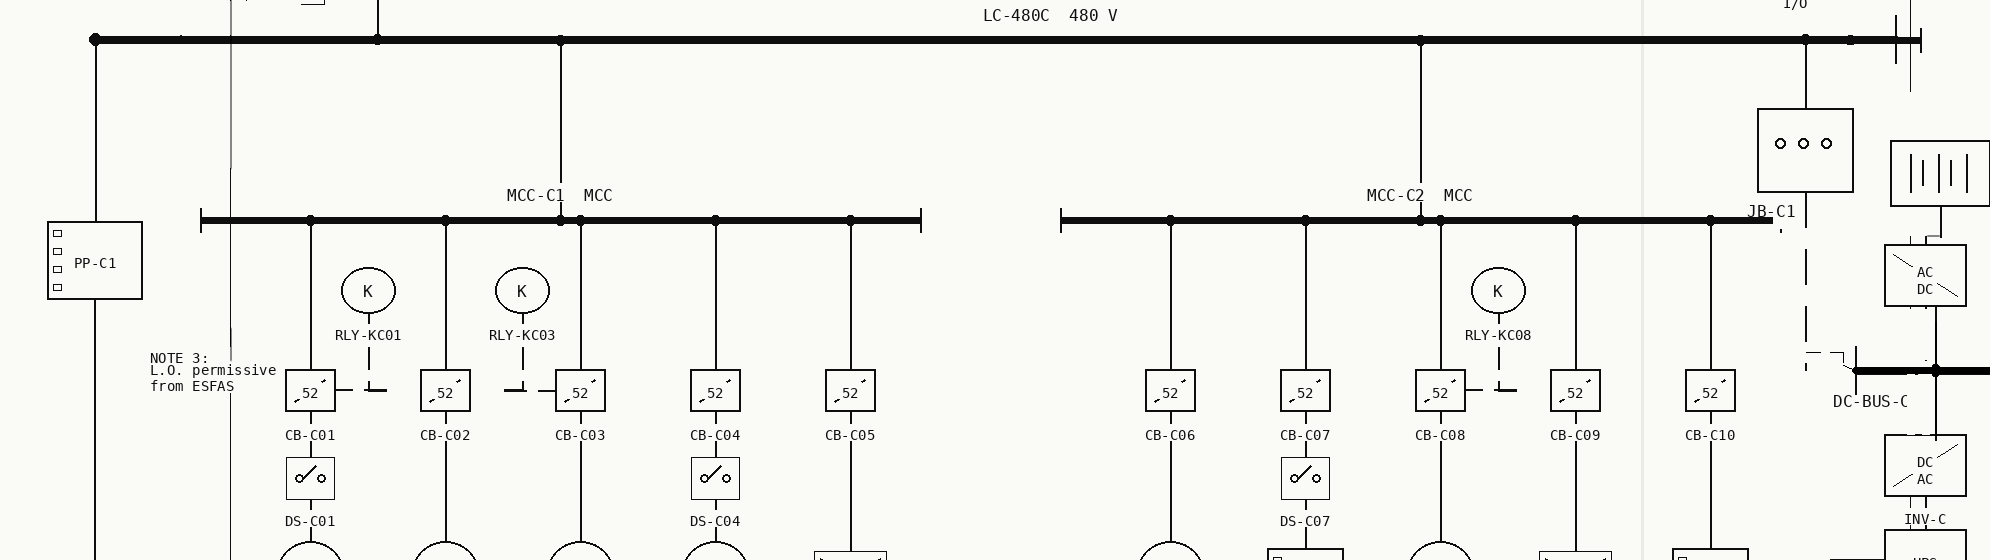 I/O
LC-480C 480 V
MCC-C1 MCC
MCC-C2 MCC
JB-C1
PP-C1
AC
DC
K
K
K
RLY-KC01
RLY-KC03
RLY-KC08
NOTE 3:
L.O. permissive
from ESFAS
52
52
52
52
52
52
52
52
52
52
DC-BUS-C
CB-C01
CB-C02
CB-C03
CB-C04
CB-C05
CB-C06
CB-C07
CB-C08
CB-C09
CB-C10
DC
AC
DS-C01
DS-C04
DS-C07
INV-C